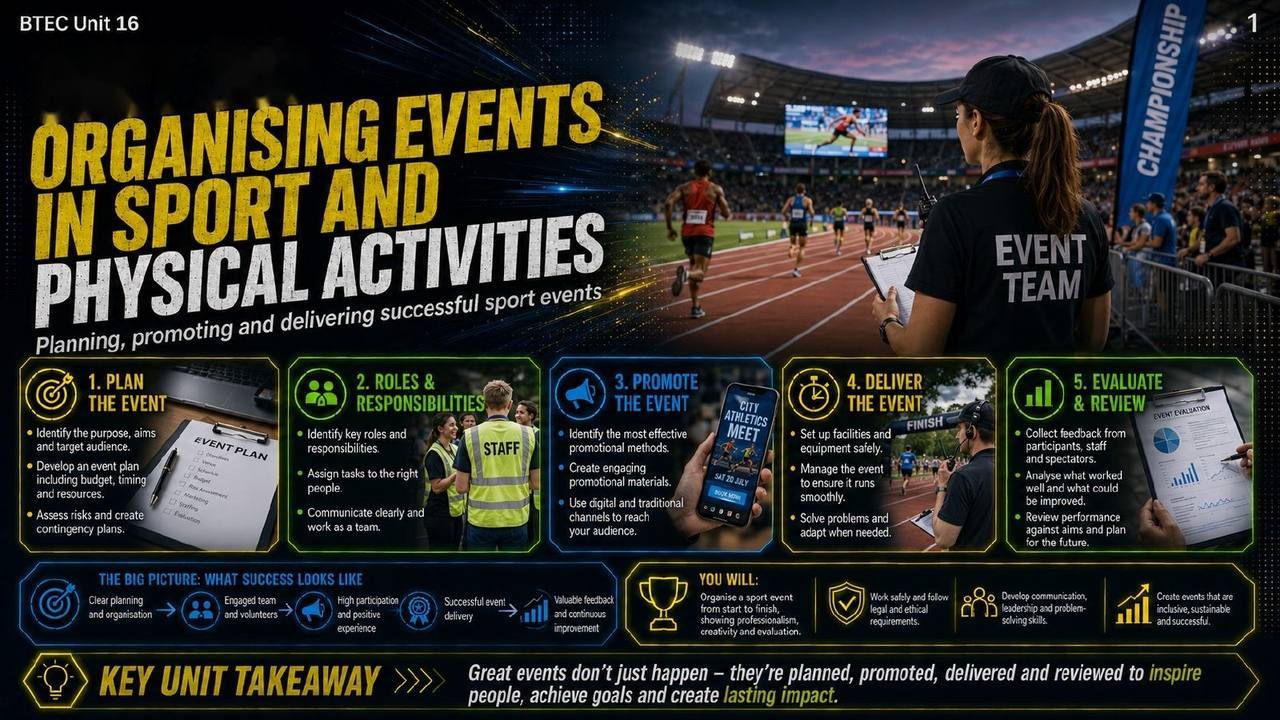 BTEC Unit 16
1
ORGANISING EVENTS
IN SPORT AND
PHYSICAL ACTIVITIES
Planning, promoting and delivering successful sport events
CHAMPIONSHIP
EVENT
TEAM
1. PLAN
THE EVENT
Identify the purpose, aims
and target audience.
Develop an event plan
including budget, timing
and resources.
Assess risks and create
contingency plans.
EVENT PLAN
Objectives
Venue
Schedule
Budget
Risk Assessment
Marketing
Staffing
Evaluation
2. ROLES &
RESPONSIBILITIES
Identify key roles and
responsibilities.
Assign tasks to the right
people.
Communicate clearly and
work as a team.
STAFF
3. PROMOTE
THE EVENT
Identify the most effective
promotional methods.
Create engaging
promotional materials.
Use digital and traditional
channels to reach
your audience.
CITY
ATHLETICS
MEET
SAT 20 JULY
BOOK NOW
4. DELIVER
THE EVENT
Set up facilities and
equipment safely.
Manage the event
to ensure it runs
smoothly.
Solve problems and
adapt when needed.
FINISH
5. EVALUATE
& REVIEW
Collect feedback from
participants, staff
and spectators.
Analyse what worked
well and what could
be improved.
Review performance
against aims and plan
for the future.
EVENT EVALUATION
THE BIG PICTURE: WHAT SUCCESS LOOKS LIKE
Clear planning
and organisation
Engaged team
and volunteers
High participation
and positive
experience
Successful event
delivery
Valuable feedback
and continuous
improvement
YOU WILL:
Organise a sport event
from start to finish,
showing professionalism,
creativity and evaluation.
Work safely and follow
legal and ethical
requirements.
Develop communication,
leadership and problem-
solving skills.
Create events that are
inclusive, sustainable
and successful.
KEY UNIT TAKEAWAY
Great events don't just happen – they're planned, promoted, delivered and reviewed to inspire
people, achieve goals and create lasting impact.